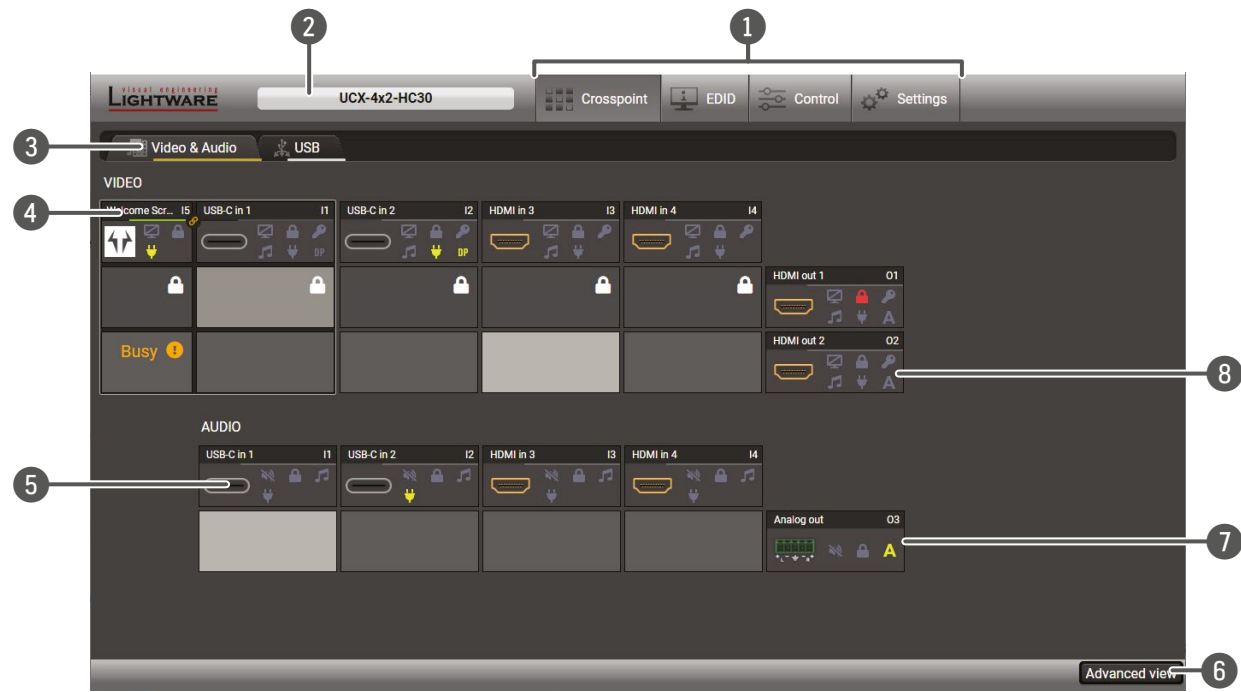 2
1
visual engineering
LIGHTWARE
UCX-4x2-HC30
Crosspoint
EDID
Control
Settings
3
Video & Audio
USB
VIDEO
4
Welcome Scr... I5
USB-C in 1 I1
USB-C in 2 I2
HDMI in 3 I3
HDMI in 4 I4
DP
DP
HDMI out 1 O1
A
Busy !
HDMI out 2 O2
A
8
AUDIO
USB-C in 1 I1
USB-C in 2 I2
HDMI in 3 I3
HDMI in 4 I4
5
Analog out O3
A
7
Advanced view
6